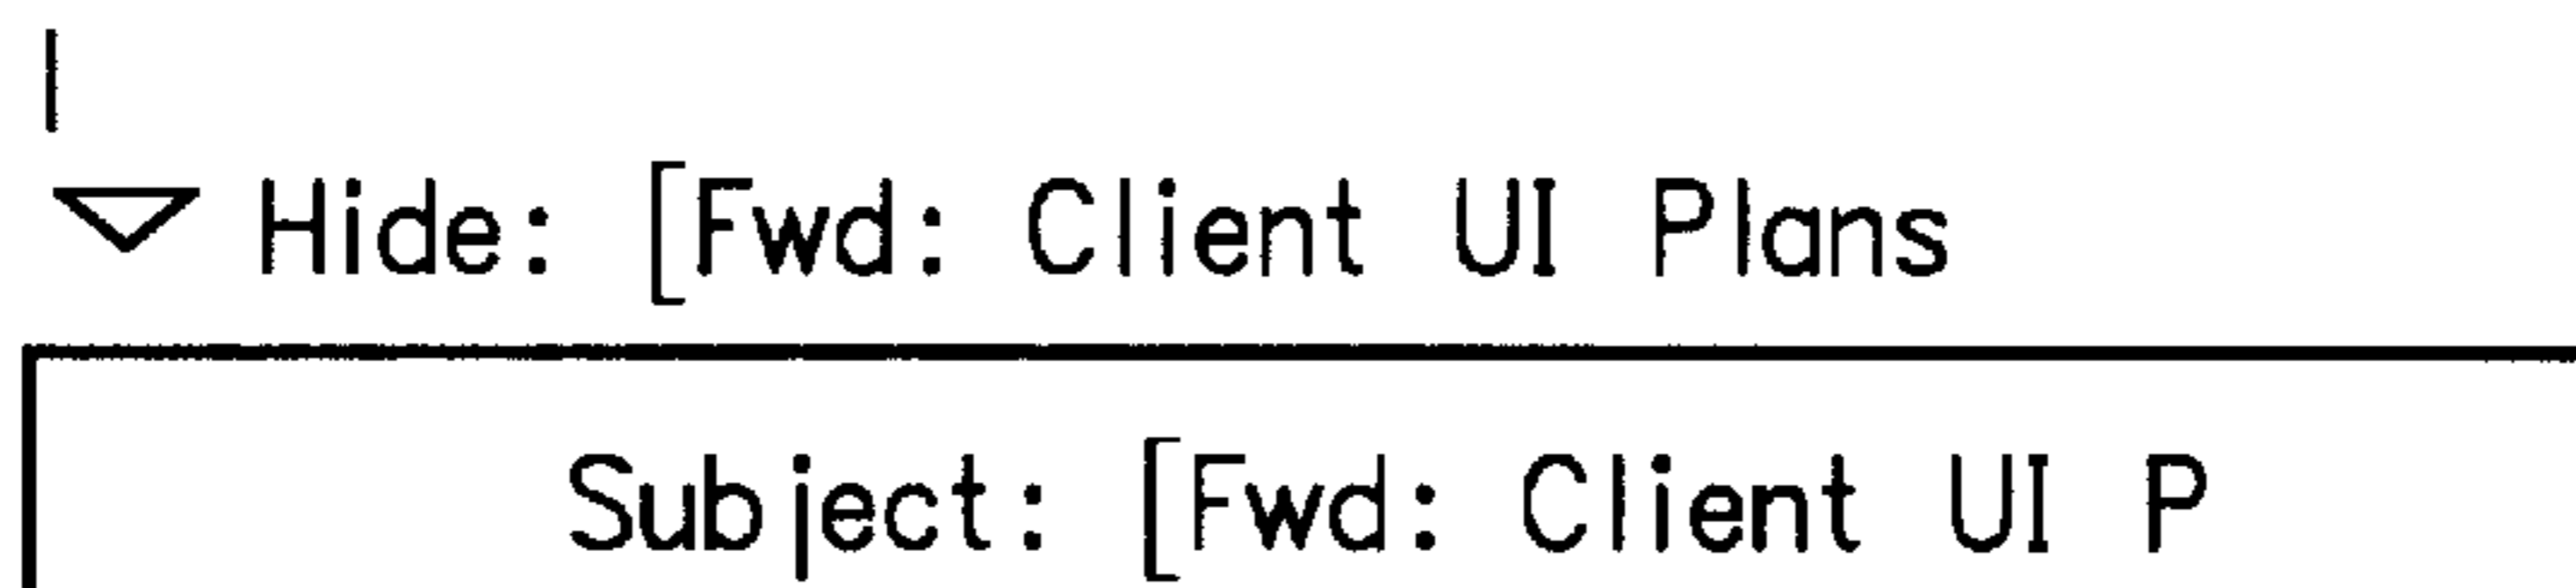 Hide: [Fwd: Client UI Plans
Subject: [Fwd: Client UI P